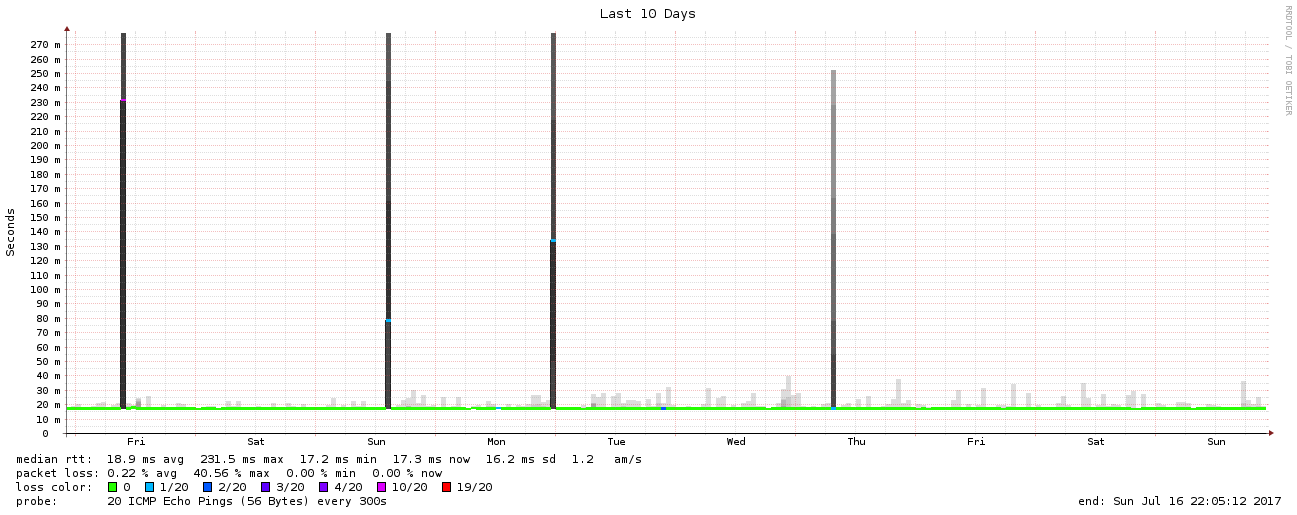 Last 10 Days
RRDTOOL / TOBI OETIKER
Seconds
270 m
260 m
250 m
240 m
230 m
220 m
210 m
200 m
190 m
180 m
170 m
160 m
150 m
140 m
130 m
120 m
110 m
100 m
90 m
80 m
70 m
60 m
50 m
40 m
30 m
20 m
10 m
0
Fri Sat Sun Mon Tue Wed Thu Fri Sat Sun
median rtt: 18.9 ms avg 231.5 ms max 17.2 ms min 17.3 ms now 16.2 ms sd 1.2 am/s
packet loss: 0.22 % avg 40.56 % max 0.00 % min 0.00 % now
loss color: 0 1/20 2/20 3/20 4/20 10/20 19/20
probe: 20 ICMP Echo Pings (56 Bytes) every 300s end: Sun Jul 16 22:05:12 2017